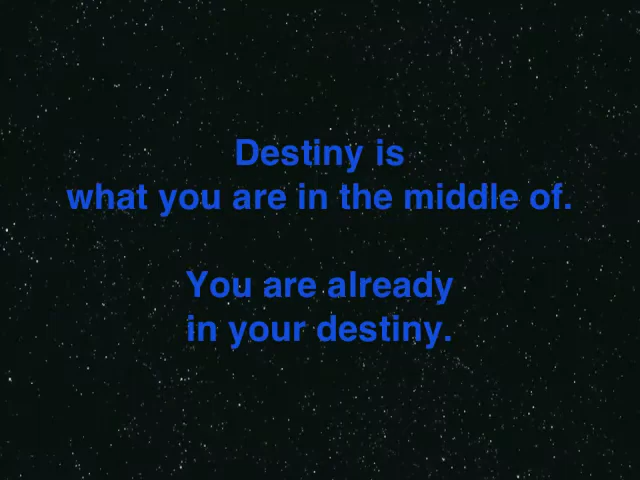 Destiny is
what you are in the middle of.
You are already
in your destiny.